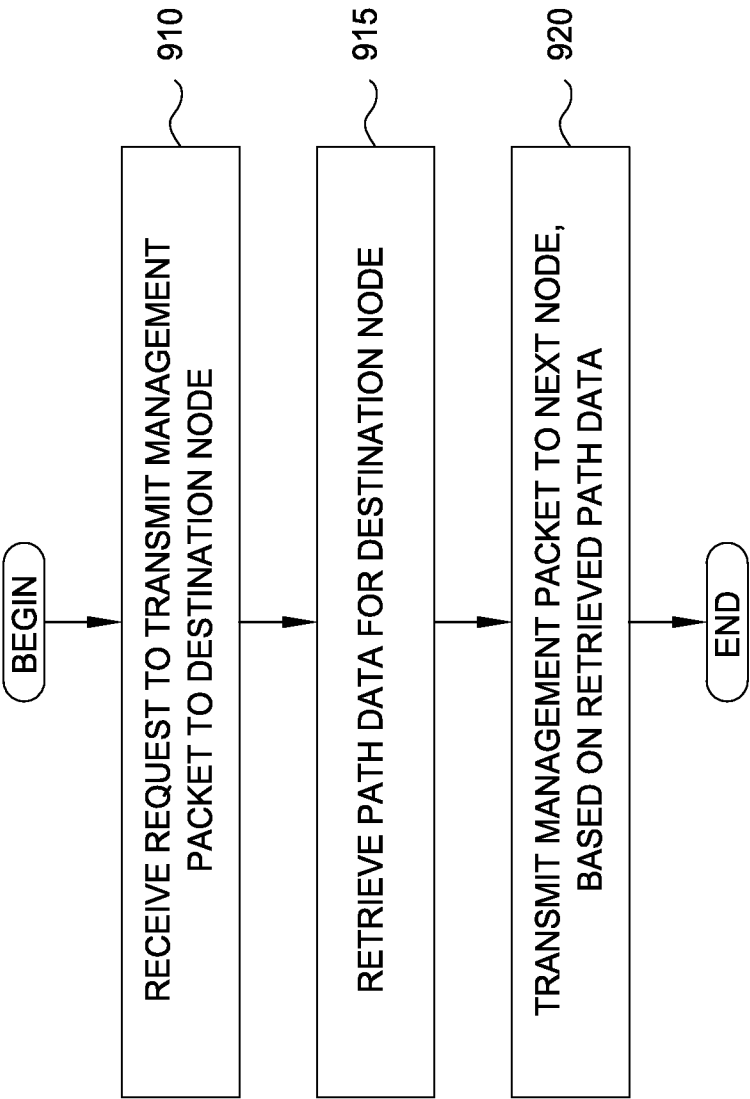 BEGIN
RECEIVE REQUEST TO TRANSMIT MANAGEMENT
PACKET TO DESTINATION NODE
910
RETRIEVE PATH DATA FOR DESTINATION NODE
915
TRANSMIT MANAGEMENT PACKET TO NEXT NODE,
BASED ON RETRIEVED PATH DATA
920
END